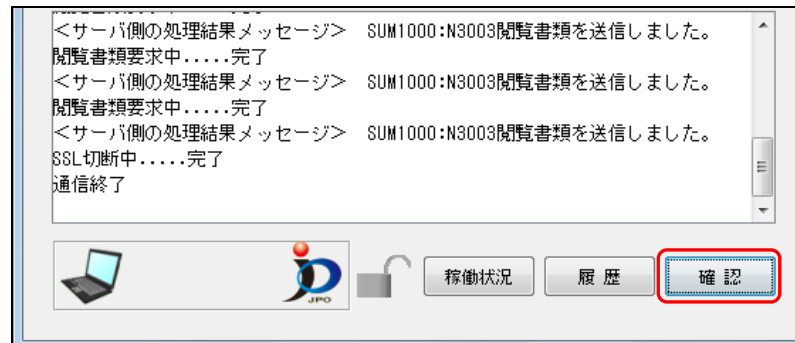 <サーバ側の処理結果メッセージ> SUM1000:N3003閲覧書類を送信しました。
閲覧書類要求中.....完了
<サーバ側の処理結果メッセージ> SUM1000:N3003閲覧書類を送信しました。
閲覧書類要求中.....完了
<サーバ側の処理結果メッセージ> SUM1000:N3003閲覧書類を送信しました。
SSL切断中.....完了
通信終了
JPO
稼働状況 履 歴 確 認